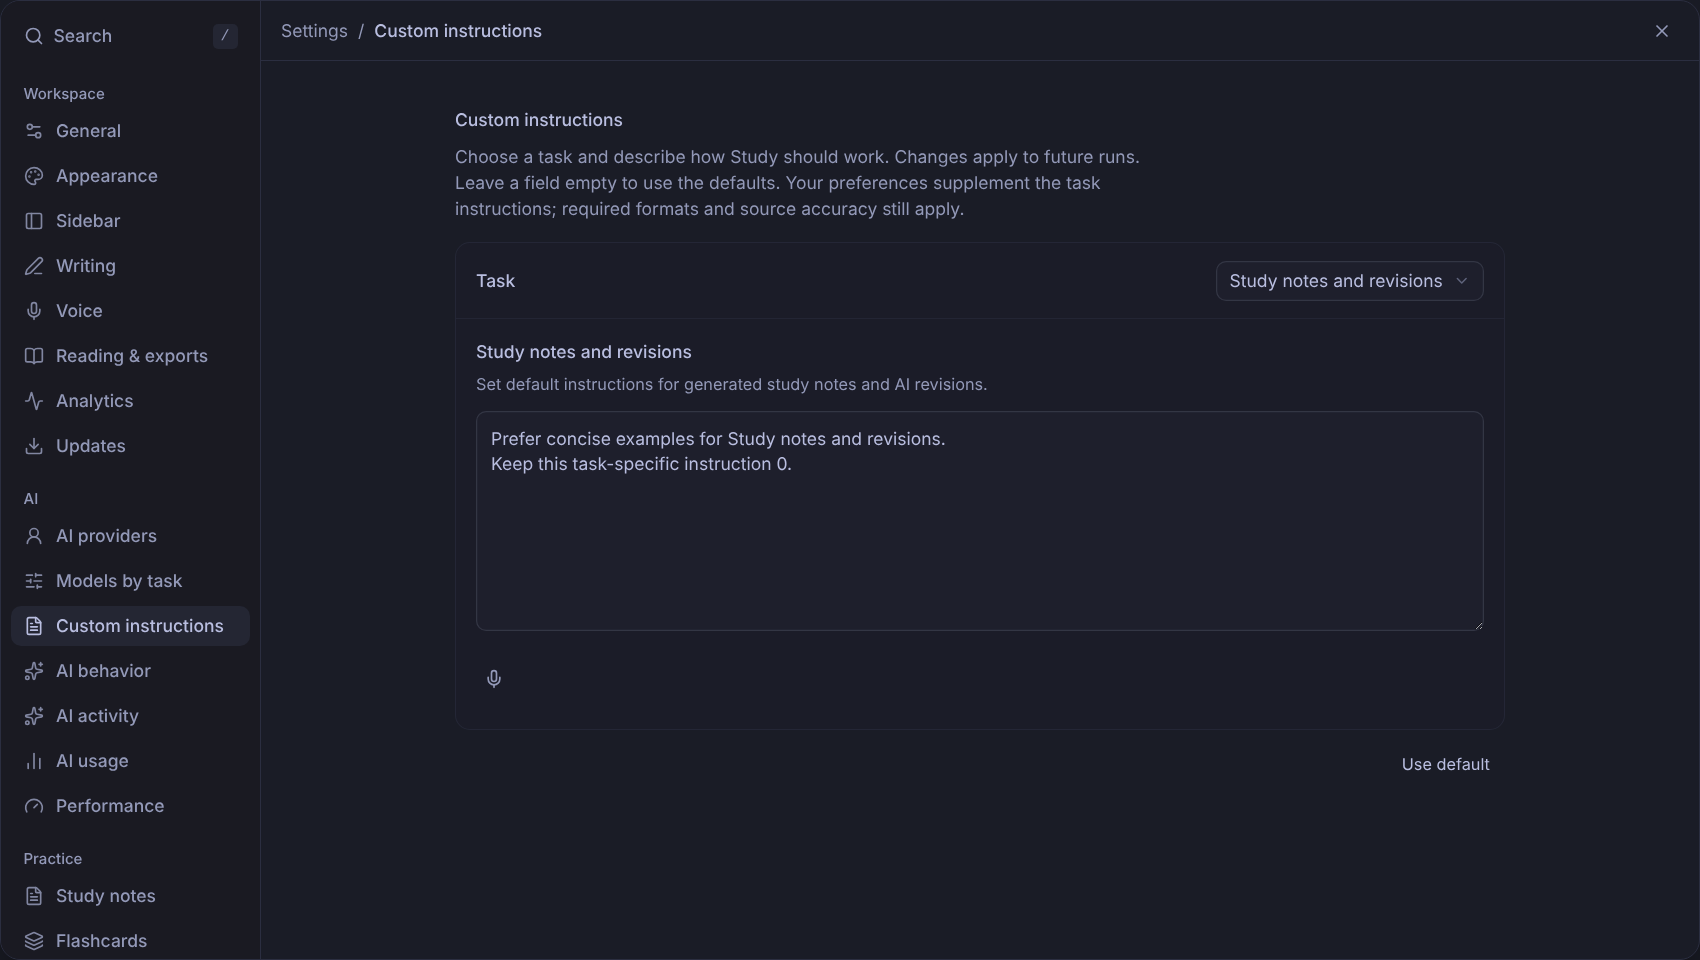 Search /
Workspace
General
Appearance
Sidebar
Writing
Voice
Reading & exports
Analytics
Updates
AI
AI providers
Models by task
Custom instructions
AI behavior
AI activity
AI usage
Performance
Practice
Study notes
Flashcards
Settings / Custom instructions
Custom instructions
Choose a task and describe how Study should work. Changes apply to future runs.
Leave a field empty to use the defaults. Your preferences supplement the task
instructions; required formats and source accuracy still apply.
Task Study notes and revisions
Study notes and revisions
Set default instructions for generated study notes and AI revisions.
Prefer concise examples for Study notes and revisions.
Keep this task-specific instruction 0.
Use default